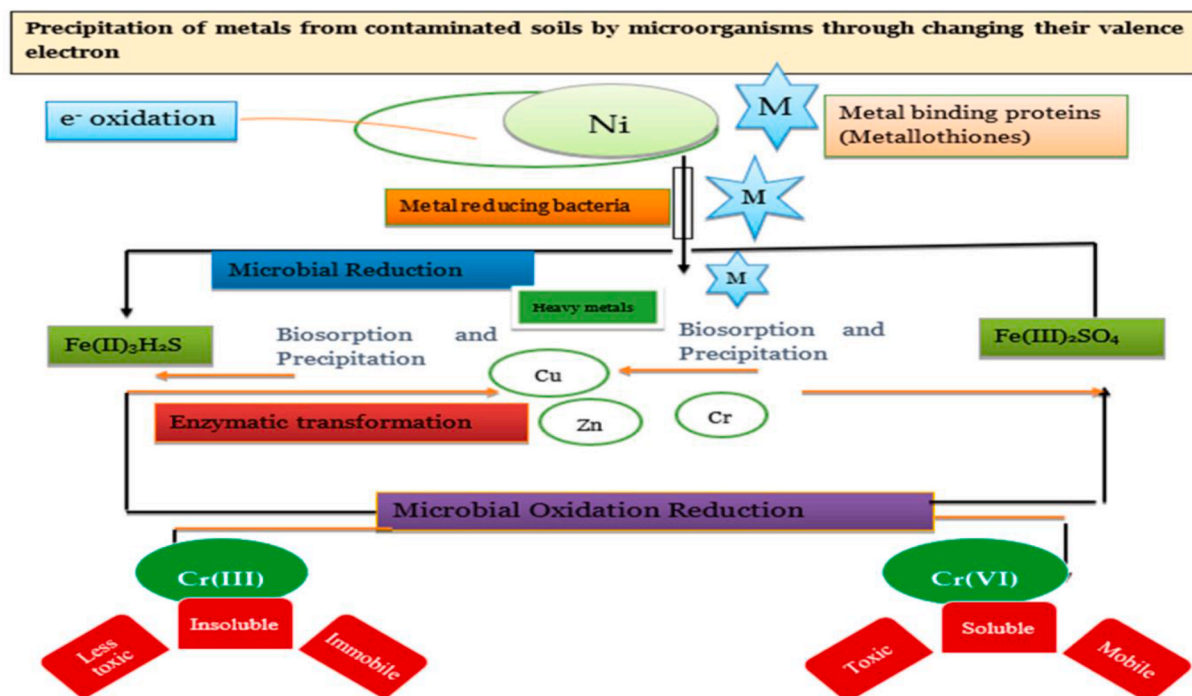 Precipitation of metals from contaminated soils by microorganisms through changing their valence
electron
e- oxidation
Ni
M
Metal binding proteins
(Metallothiones)
Metal reducing bacteria
M
Microbial Reduction
M
Heavy metals
Fe(II)₃H₂S
Biosorption and
Precipitation
Biosorption and
Precipitation
Fe(III)₂SO₄
Cu
Enzymatic transformation
Zn
Cr
Microbial Oxidation Reduction
Cr(III)
Cr(VI)
Less
toxic
Insoluble
Immobile
Toxic
Soluble
Mobile